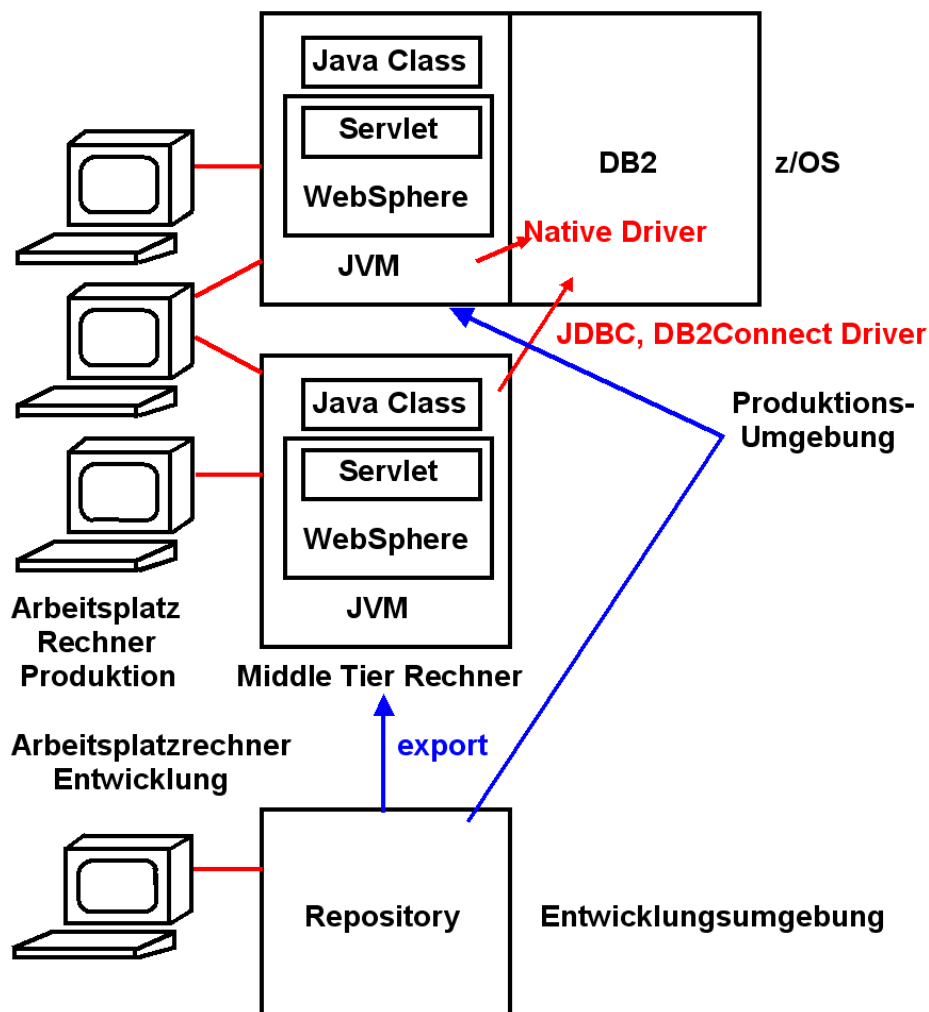 Java Class
Servlet
WebSphere
JVM
DB2
z/OS
Native Driver
JDBC, DB2Connect Driver
Java Class
Servlet
WebSphere
JVM
Produktions-
Umgebung
Arbeitsplatz
Rechner
Produktion
Middle Tier Rechner
Arbeitsplatzrechner
Entwicklung
export
Repository
Entwicklungsumgebung